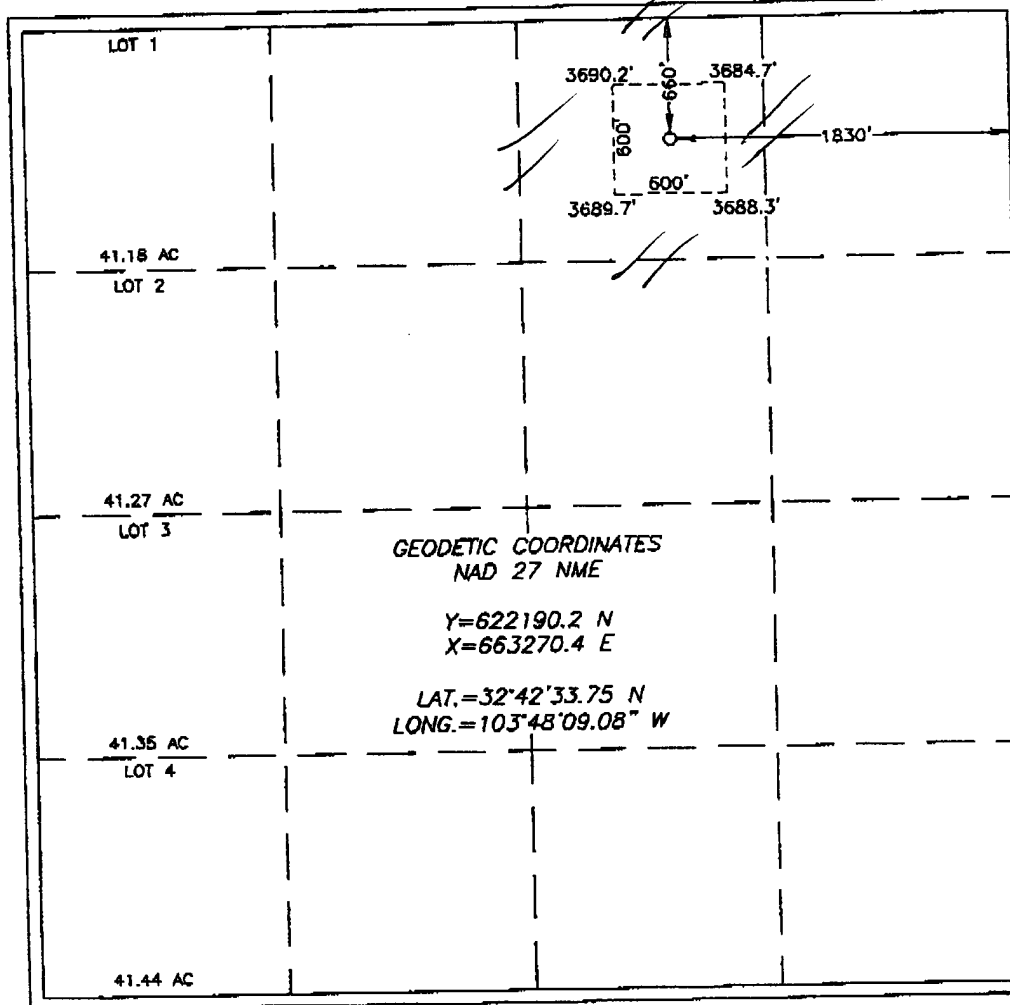 LOT 1
3690.2'
660'
3684.7'
600'
1830'
600'
3689.7'
3688.3'
41.18 AC
LOT 2
41.27 AC
LOT 3
GEODETIC COORDINATES
NAD 27 NME
Y=622190.2 N
X=663270.4 E
LAT.=32°42'33.75 N
LONG.=103°48'09.08" W
41.35 AC
LOT 4
41.44 AC